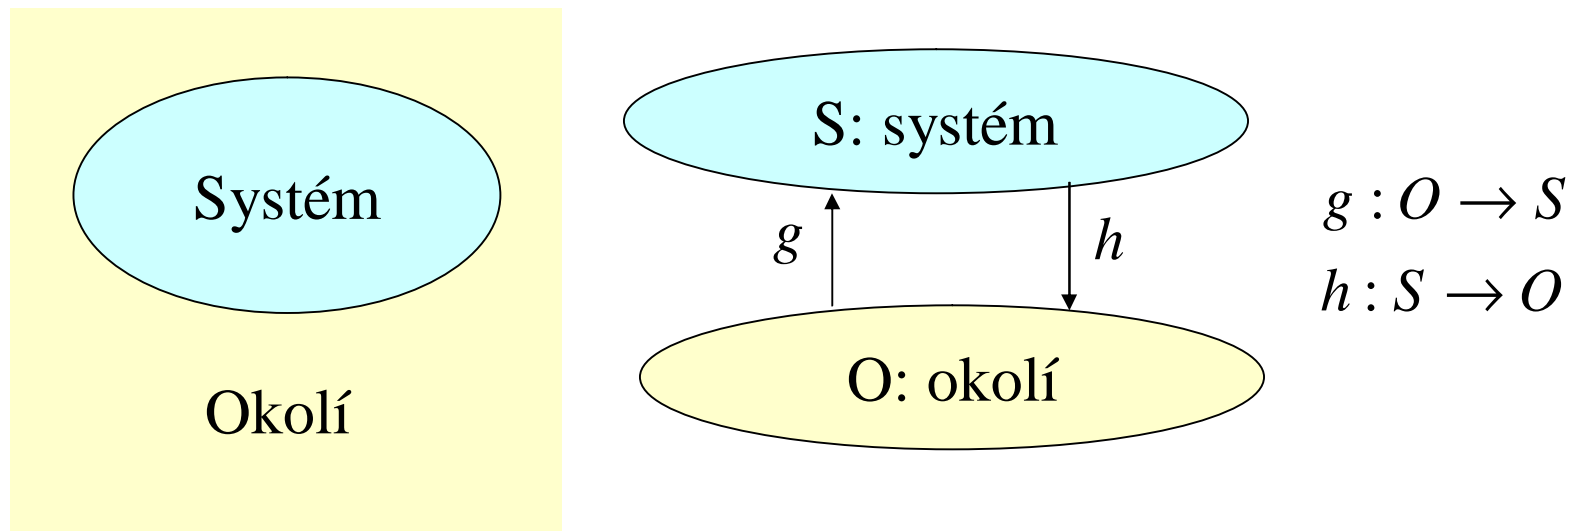 Systém
Okolí
S: systém
g
h
O: okolí
g : O → S
h : S → O